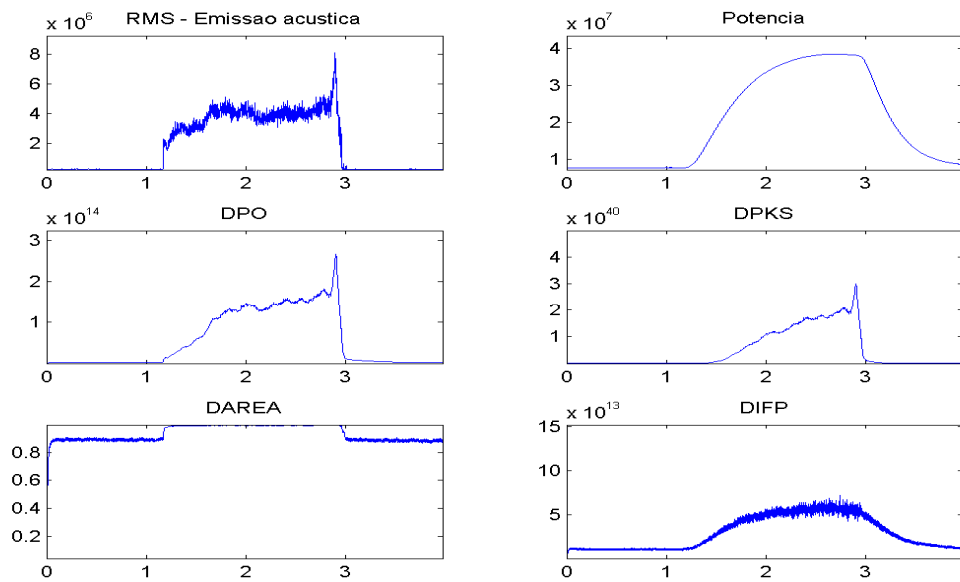 RMS - Emissao acustica
x 10^6
8
6
4
2
0 1 2 3
Potencia
x 10^7
4
3
2
1
0 1 2 3
DPO
x 10^14
3
2
1
0 1 2 3
DPKS
x 10^40
4
3
2
1
0 1 2 3
DAREA
0.8
0.6
0.4
0.2
0 1 2 3
DIFP
x 10^13
15
10
5
0 1 2 3